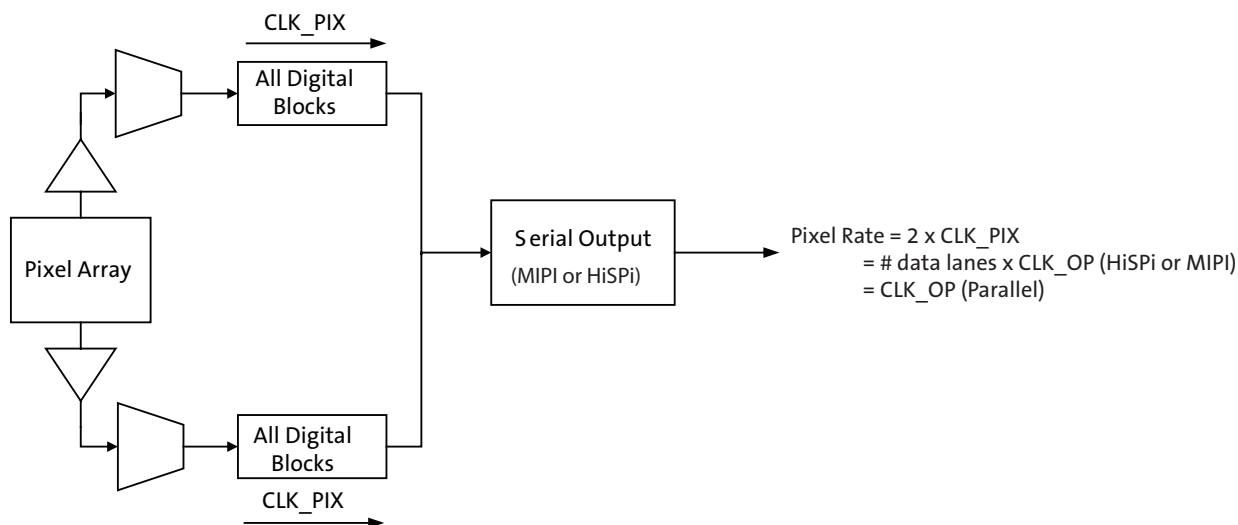 CLK_PIX
All Digital
Blocks
Pixel Array
Serial Output
(MIPI or HiSPi)
Pixel Rate = 2 x CLK_PIX
= # data lanes x CLK_OP (HiSPi or MIPI)
= CLK_OP (Parallel)
All Digital
Blocks
CLK_PIX